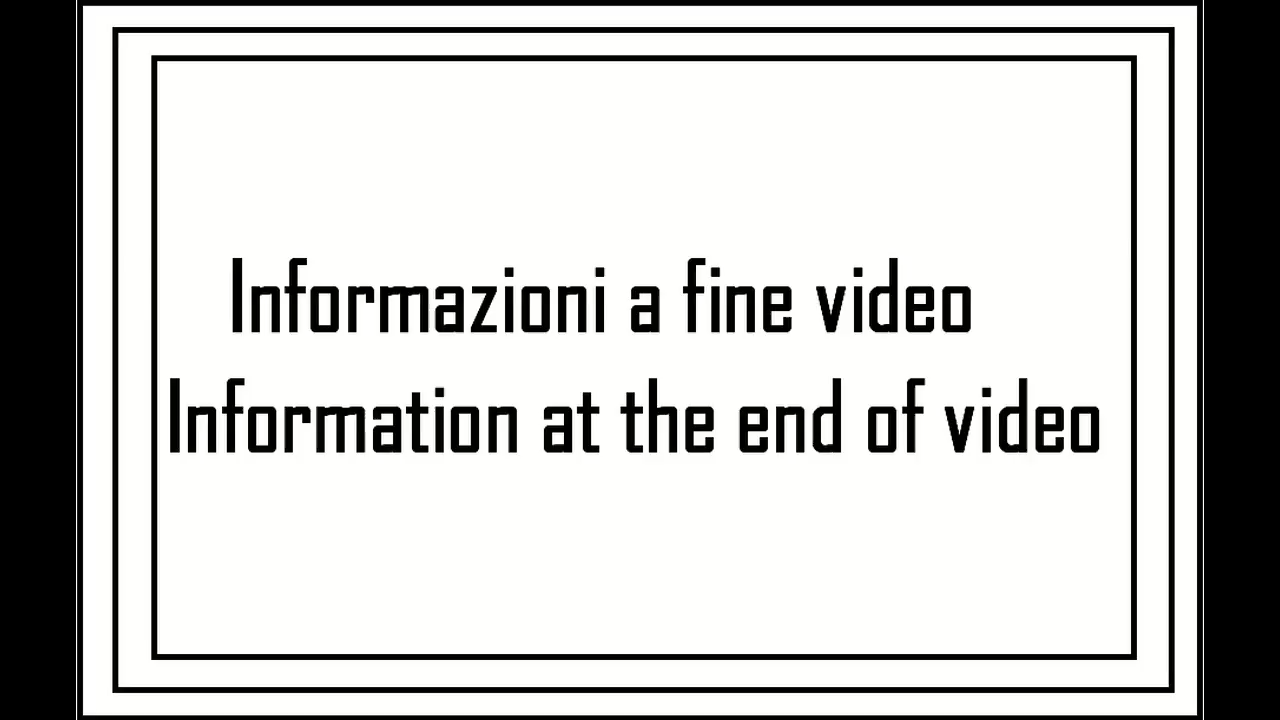 Informazioni a fine video
Information at the end of video